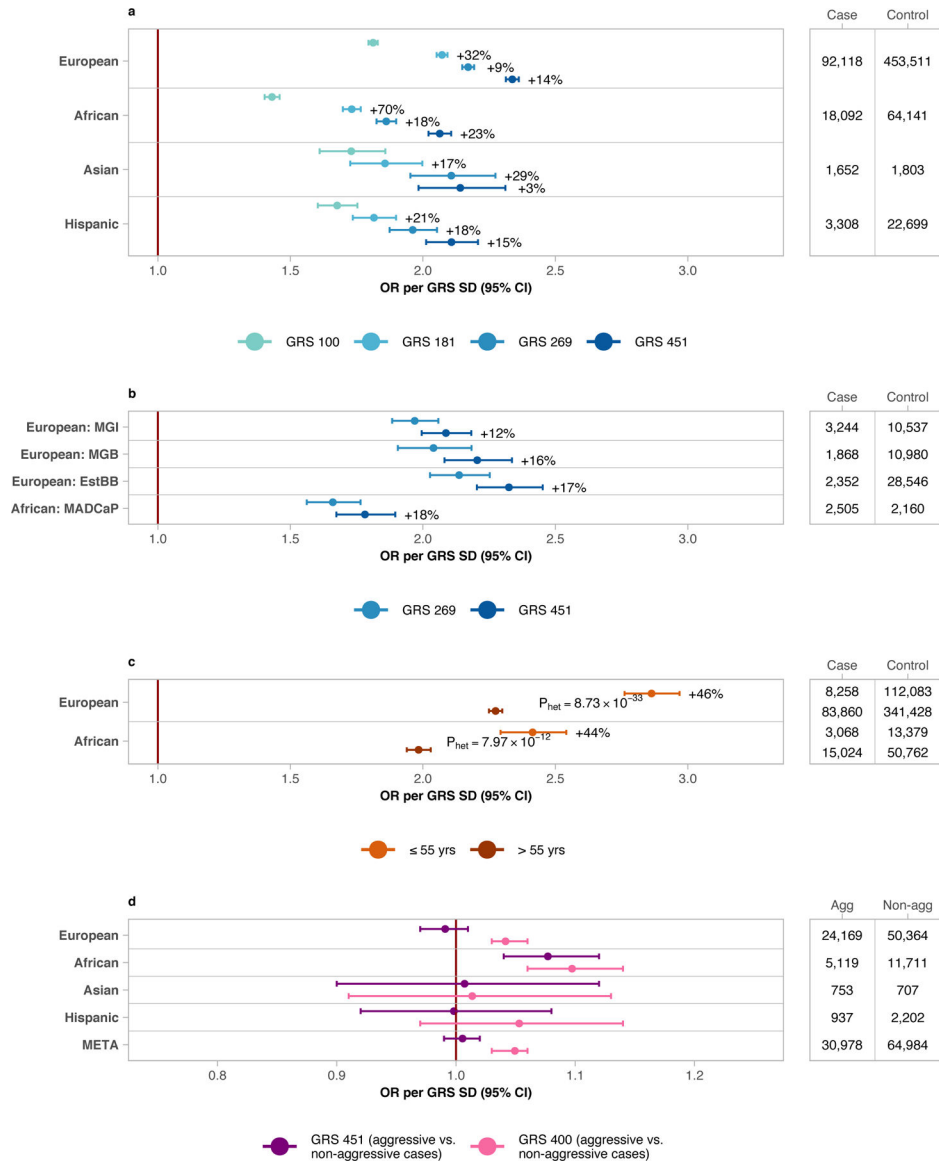 a
Case Control
European +32% +9% +14% 92,118 453,511
African +70% +18% +23% 18,092 64,141
Asian +17% +29% +3% 1,652 1,803
Hispanic +21% +18% +15% 3,308 22,699
1.0 1.5 2.0 2.5 3.0
OR per GRS SD (95% CI)
GRS 100 GRS 181 GRS 269 GRS 451
b
Case Control
European: MGI +12% 3,244 10,537
European: MGB +16% 1,868 10,980
European: EstBB +17% 2,352 28,546
African: MADCaP +18% 2,505 2,160
1.0 1.5 2.0 2.5 3.0
OR per GRS SD (95% CI)
GRS 269 GRS 451
c
Case Control
+46% 8,258 112,083
European P_het = 8.73 × 10^−33
83,860 341,428
+44% 3,068 13,379
African P_het = 7.97 × 10^−12
15,024 50,762
1.0 1.5 2.0 2.5 3.0
OR per GRS SD (95% CI)
≤ 55 yrs > 55 yrs
d
Agg Non-agg
European 24,169 50,364
African 5,119 11,711
Asian 753 707
Hispanic 937 2,202
META 30,978 64,984
0.8 0.9 1.0 1.1 1.2
OR per GRS SD (95% CI)
GRS 451 (aggressive vs. GRS 400 (aggressive vs.
non−aggressive cases) non−aggressive cases)